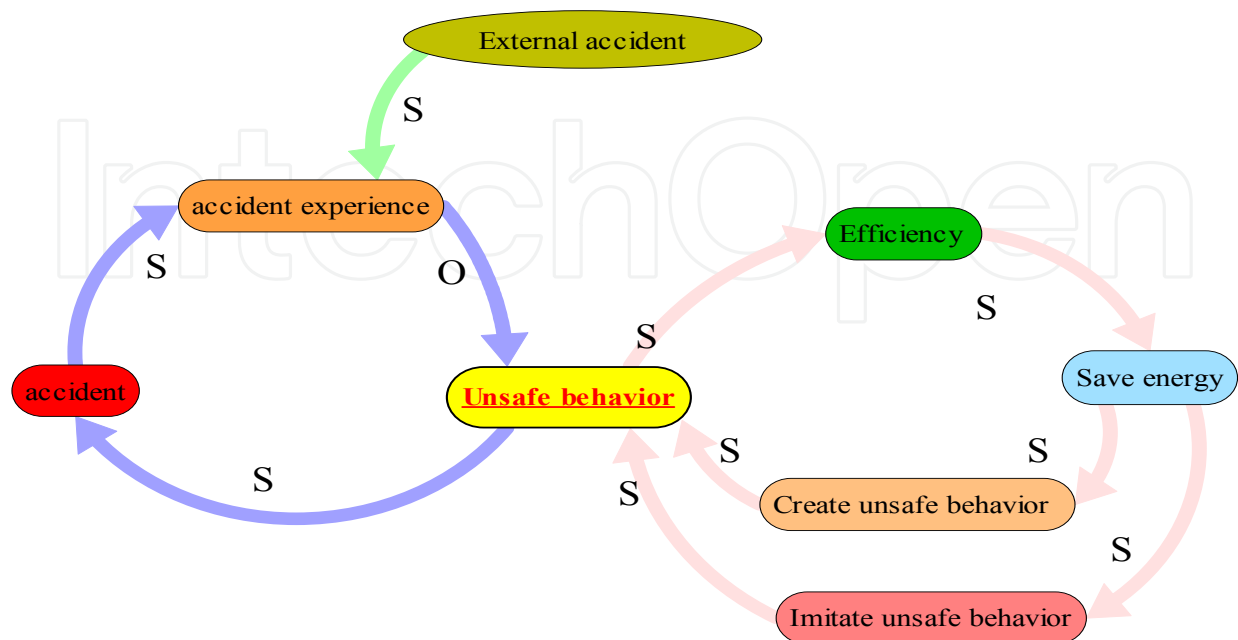 External accident
S
IntechOpen
accident experience
Efficiency
S
O
S
S
accident
Unsafe behavior
Save energy
S
S
S
S
Create unsafe behavior
S
Imitate unsafe behavior